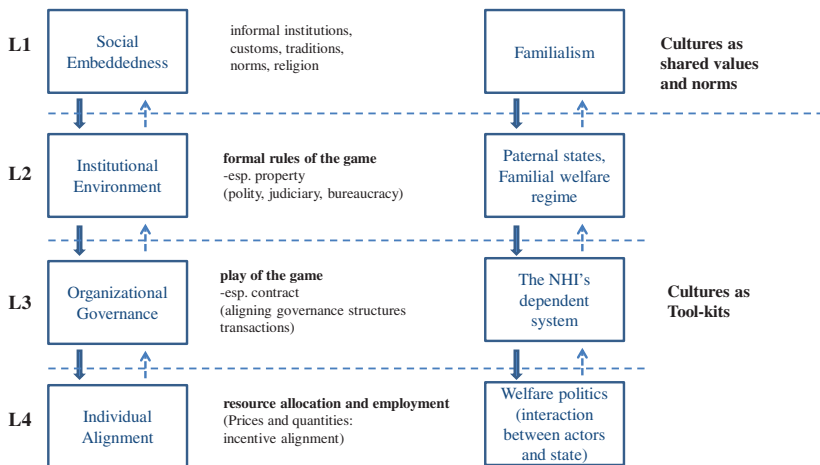 L1
Social
Embeddedness
informal institutions,
customs, traditions,
norms, religion
Familialism
Cultures as
shared values
and norms
L2
Institutional
Environment
formal rules of the game
-esp. property
(polity, judiciary, bureaucracy)
Paternal states,
Familial welfare
regime
L3
Organizational
Governance
play of the game
-esp. contract
(aligning governance structures
transactions)
The NHI's
dependent
system
Cultures as
Tool-kits
L4
Individual
Alignment
resource allocation and employment
(Prices and quantities:
incentive alignment)
Welfare politics
(interaction
between actors
and state)